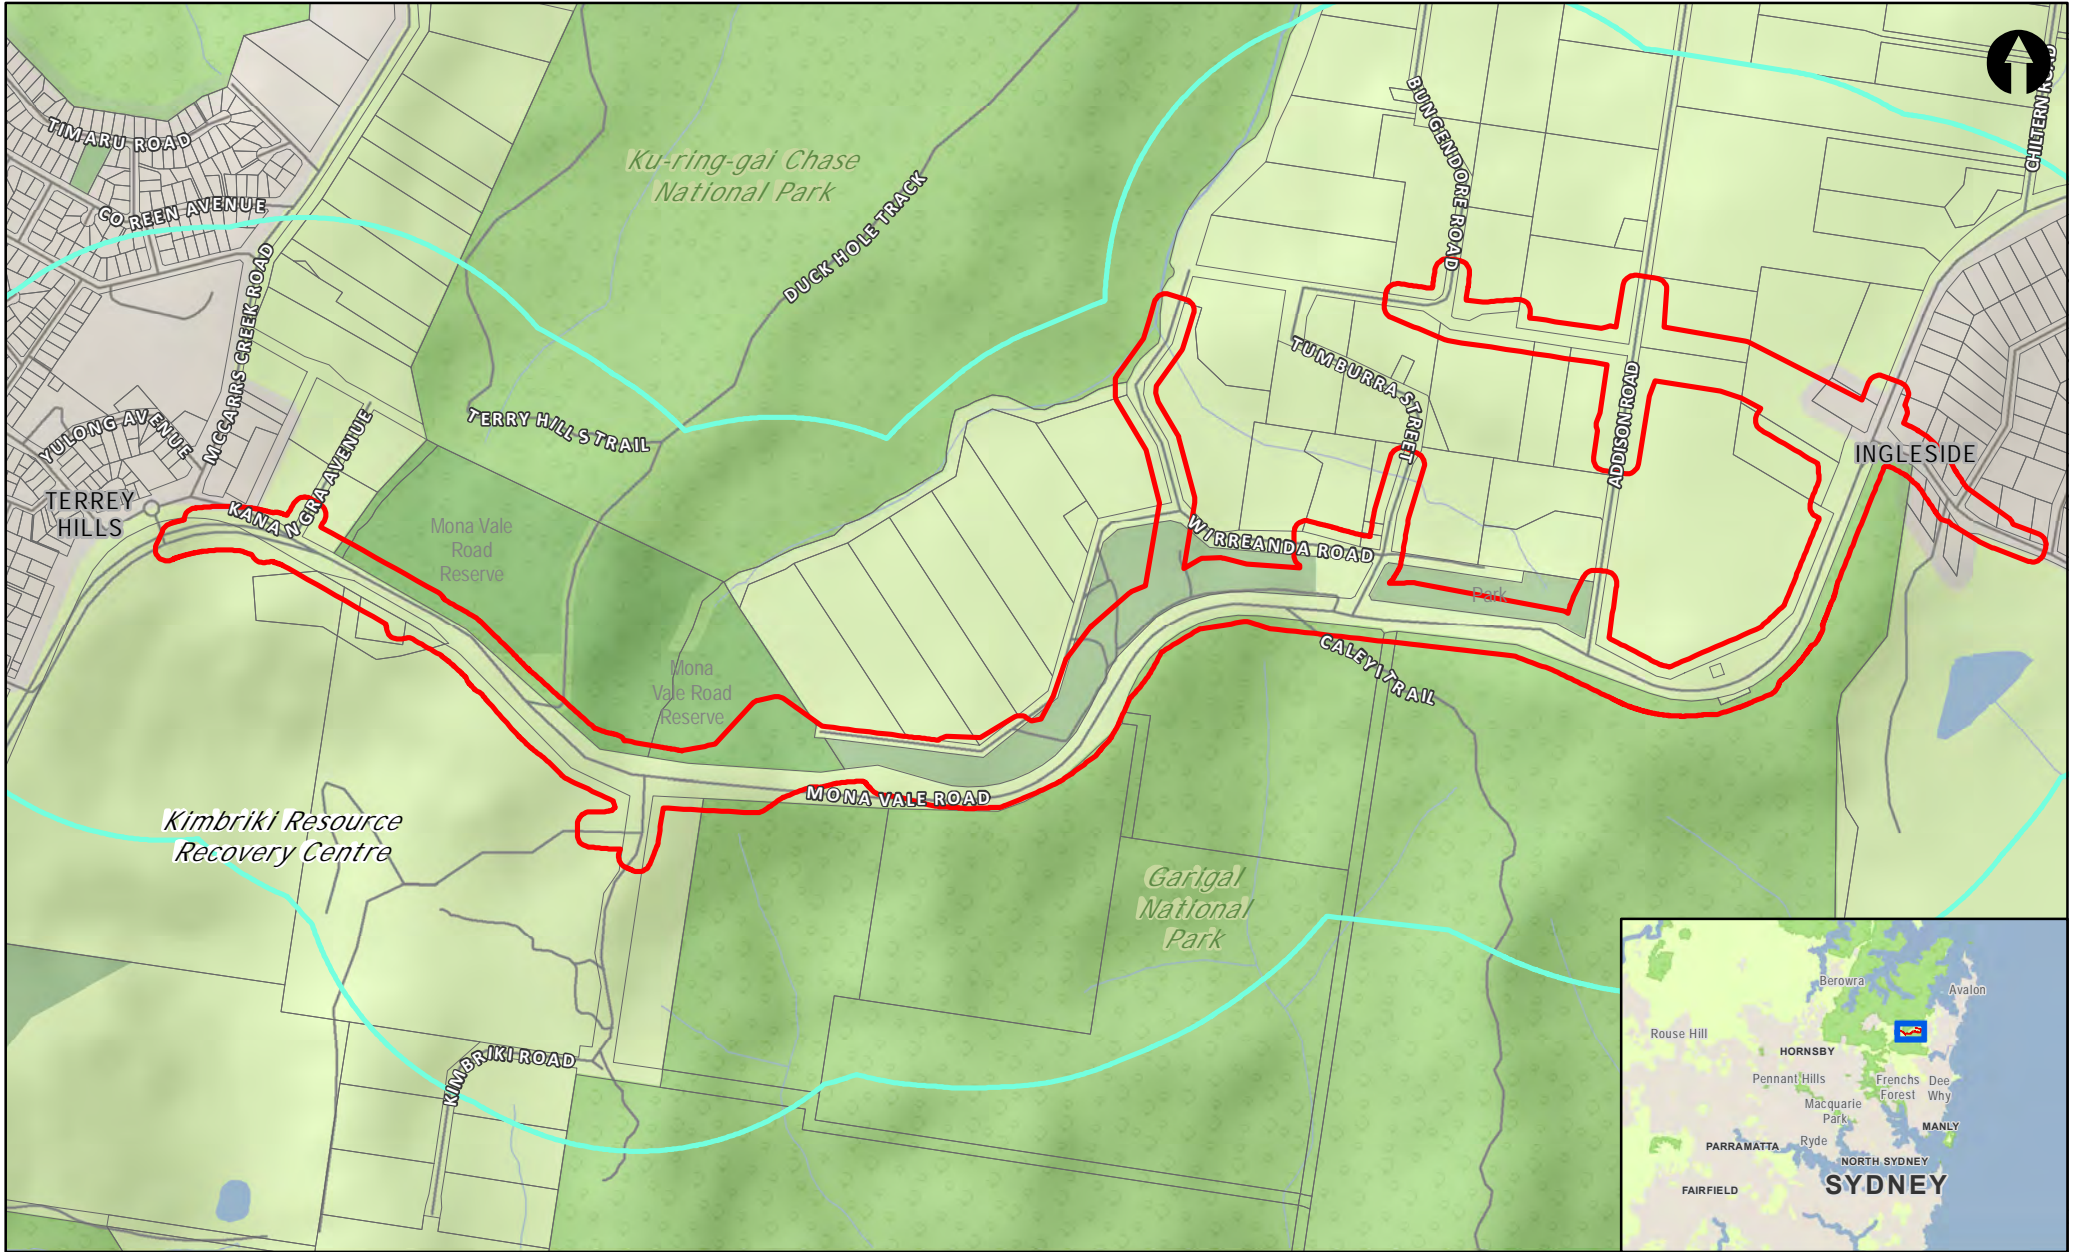 TIMARU ROAD
COREEN AVENUE
MCCARRS CREEK ROAD
YULONG AVENUE
TERREY
HILLS
KANANGRA AVENUE
Ku-ring-gai Chase
National Park
DUCK HOLE TRACK
TERRY HILLS TRAIL
Mona Vale
Road
Reserve
Mona
Vale Road
Reserve
BUNGENDORE ROAD
CHILTERN ROAD
TUMBURRA STREET
ADDISON ROAD
INGLESIDE
WIRREANDA ROAD
Park
CALEYI TRAIL
MONA VALE ROAD
Kimbriki Resource
Recovery Centre
Garigal
National
Park
KIMBRIKI ROAD
Berowra
Avalon
Rouse Hill
HORNSBY
Pennant Hills
Frenchs
Forest
Dee
Why
Macquarie
Park
MANLY
PARRAMATTA
Ryde
NORTH SYDNEY
FAIRFIELD
SYDNEY